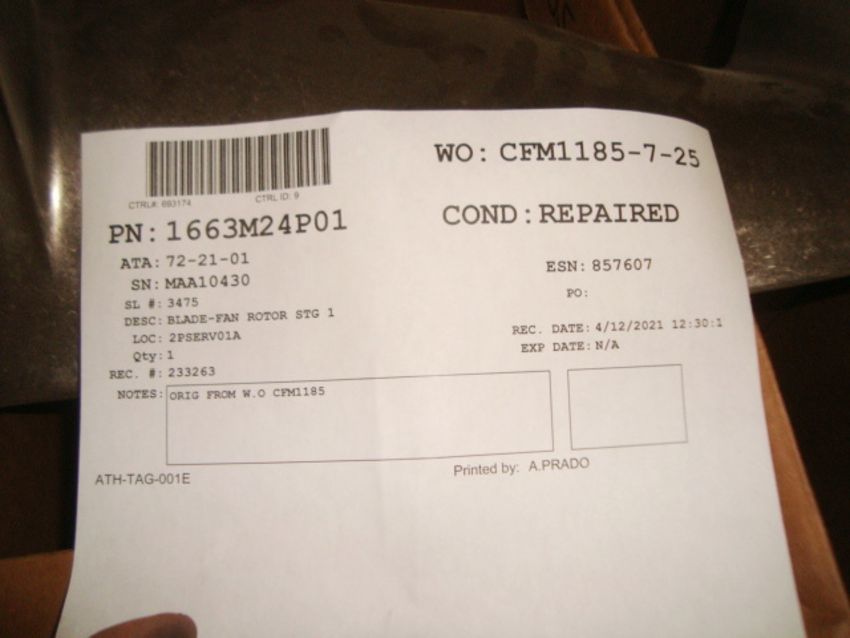 CTRL#: 693174 CTRL ID: 9
WO: CFM1185-7-25
PN: 1663M24P01
COND: REPAIRED
ATA: 72-21-01
ESN: 857607
SN: MAA10430
PO:
SL #: 3475
DESC: BLADE-FAN ROTOR STG 1
REC. DATE: 4/12/2021 12:30:1
LOC: 2PSERV01A
EXP DATE: N/A
Qty: 1
REC. #: 233263
NOTES: ORIG FROM W.O CFM1185
ATH-TAG-001E
Printed by: A.PRADO